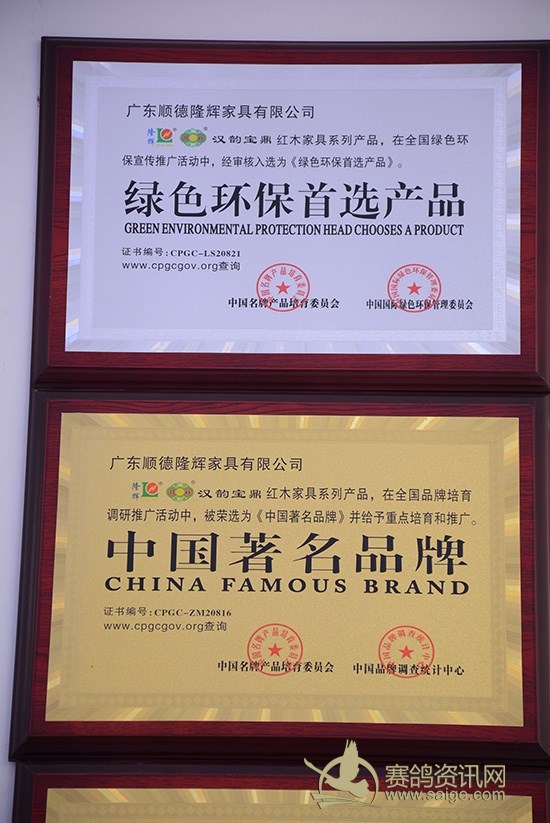 广东顺德隆辉家具有限公司
隆辉 汉韵宝鼎 红木家具系列产品，在全国绿色环
保宣传推广活动中，经审核入选为《绿色环保首选产品》。
绿色环保首选产品
GREEN ENVIRONMENTAL PROTECTION HEAD CHOOSES A PRODUCT
证书编号：CPGC-LS20821
www.cpgcgov.org查询
中国名牌产品培育委员会 中国国际绿色环保管理委员会
广东顺德隆辉家具有限公司
隆辉 汉韵宝鼎 红木家具系列产品，在全国品牌培育
调研推广活动中，被荣选为《中国著名品牌》并给予重点培育和推广。
中国著名品牌
CHINA FAMOUS BRAND
证书编号：CPGC-ZM20816
www.cpgcgov.org查询
中国名牌产品培育委员会 中国品牌调查统计中心
赛鸽资讯网
www.saige.com